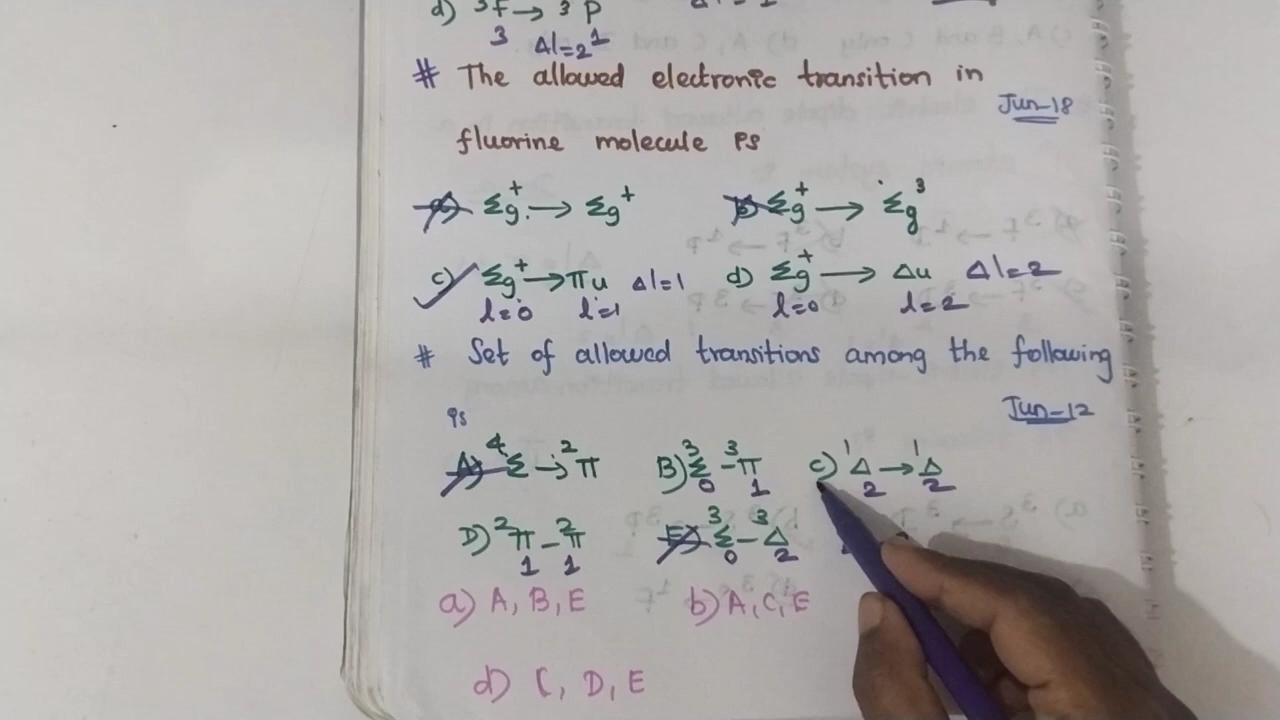 d) ³F → ³P
3 Δl=2 1
# The allowed electronic transition in
Jun-18
fluorine molecule is
a) Σg⁺ → Σg⁺ b) Σg⁺ → Σg³
c) Σg⁺ → πu Δl=1 d) Σg⁺ → Δu Δl=2
l=0 l=1 l=0 l=2
# Set of allowed transitions among the following
is Jun-12
A) ⁴Σ → ²π B) ³Σ - ³π C) ¹Δ → ¹Δ
0 1 2 2
D) ²π - ²π E) ³Σ - ³Δ
1 1 0 2
a) A, B, E b) A, C, E
d) C, D, E